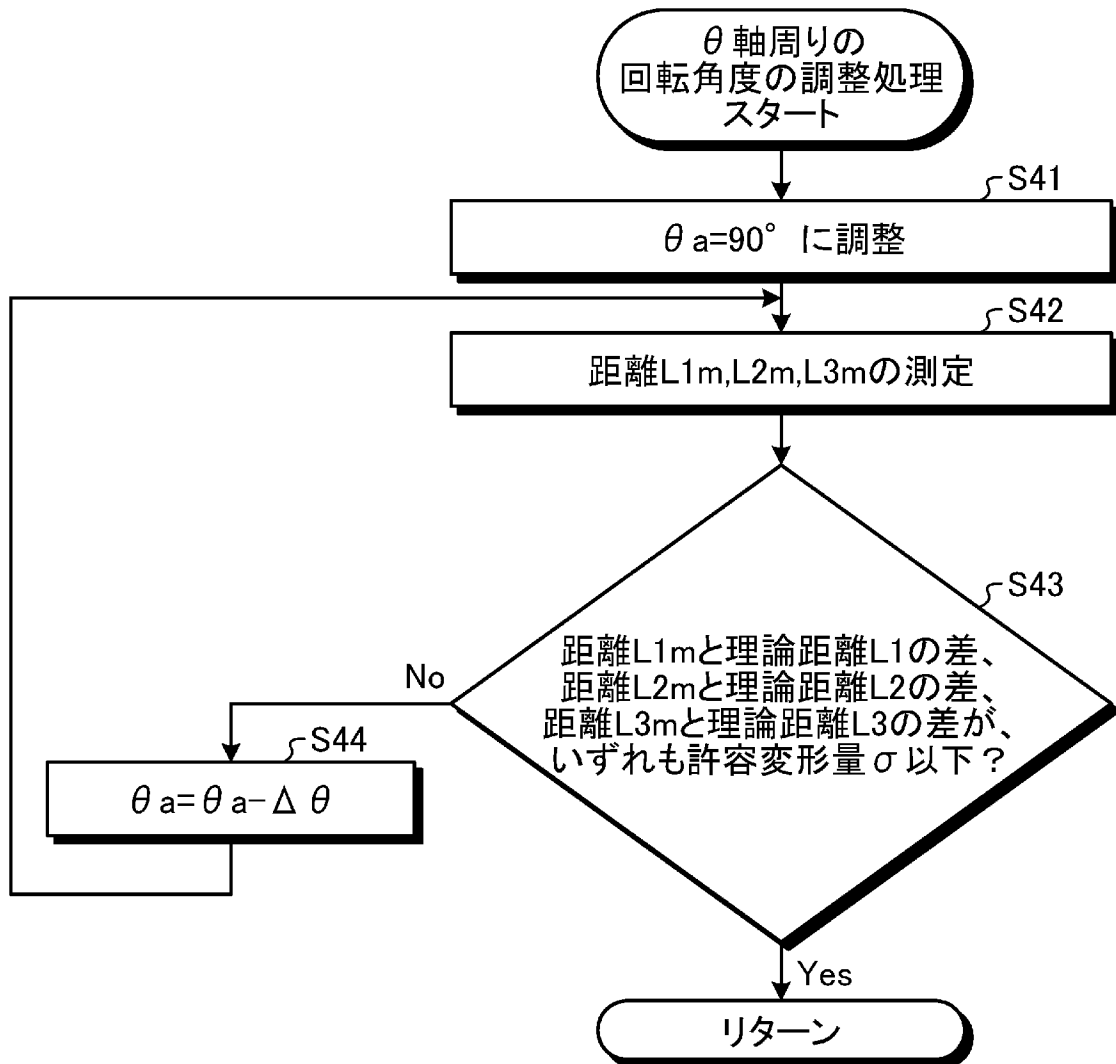 θ軸周りの
回転角度の調整処理
スタート
S41
θa=90°に調整
S42
距離L1m,L2m,L3mの測定
S43
距離L1mと理論距離L1の差、
距離L2mと理論距離L2の差、
距離L3mと理論距離L3の差が、
いずれも許容変形量σ以下？
No
S44
θa=θa-Δθ
Yes
リターン